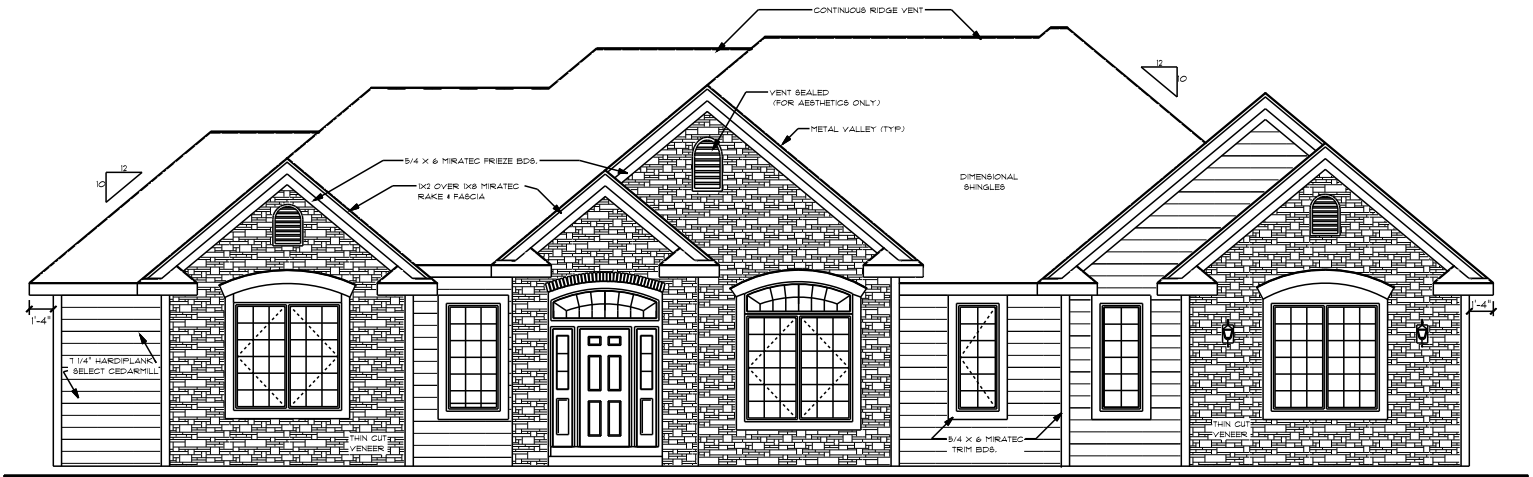 CONTINUOUS RIDGE VENT
12
10
VENT SEALED
(FOR AESTHETICS ONLY)
METAL VALLEY (TYP.)
5/4 X 6 MIRATEC FRIEZE BDS.
12
10
1X2 OVER 1X8 MIRATEC
RAKE & FASCIA
DIMENSIONAL
SHINGLES
1'-4"
1'-4"
7 1/4" HARDIPLANK
SELECT CEDARMILL
THIN CUT
VENEER
5/4 X 6 MIRATEC
TRIM BDS.
THIN CUT
VENEER